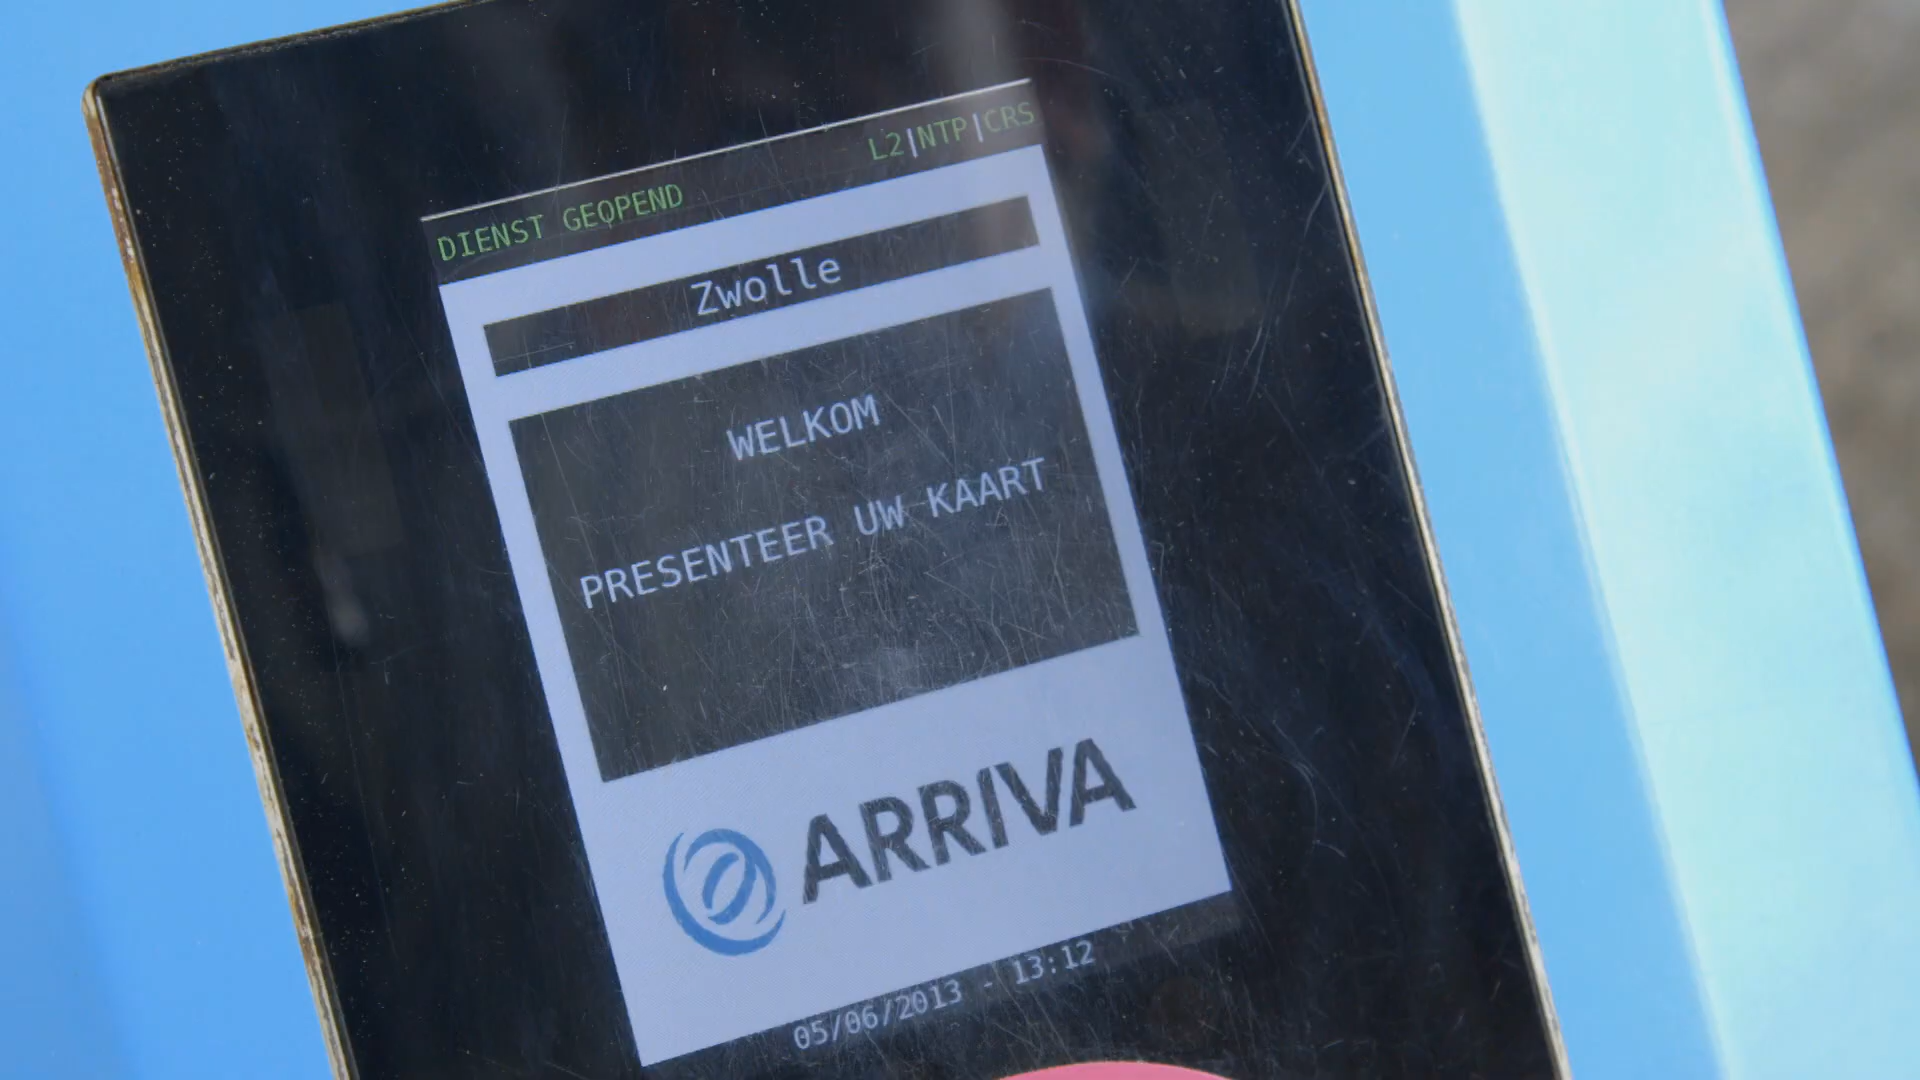 DIENST GEOPEND L2|NTP|CRS
Zwolle
WELKOM
PRESENTEER UW KAART
ARRIVA
05/06/2013 - 13:12